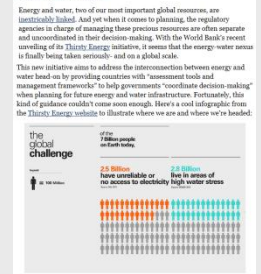 Energy and water, two of our most important global resources, are
inextricably linked. And yet when it comes to planning, the regulatory
agencies in charge of managing these precious resources are often separate
and uncoordinated in their decision-making. With the World Bank's recent
unveiling of its Thirsty Energy initiative, it seems that the energy-water nexus
is finally being taken seriously- and on a global scale.
This new initiative aims to address the interconnection between energy and
water head-on by providing countries with "assessment tools and
management frameworks" to help governments "coordinate decision-making"
when planning for future energy and water infrastructure. Fortunately, this
kind of guidance couldn't come soon enough. Here's a cool infographic from
the Thirsty Energy website to illustrate where we are and where we're headed:
the
global
challenge
of the
7 Billion people
on Earth today,
2.5 Billion
have unreliable or
no access to electricity
2.8 Billion
live in areas of
high water stress
Legend
= 100 Million